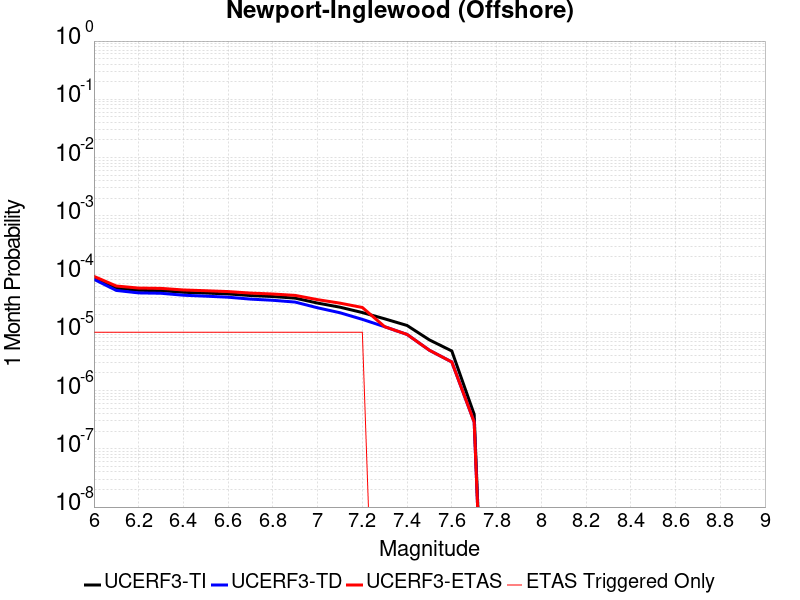 Newport-Inglewood (Offshore)
10^0
10^-1
10^-2
10^-3
10^-4
10^-5
10^-6
10^-7
10^-8
1 Month Probability
6 6.2 6.4 6.6 6.8 7 7.2 7.4 7.6 7.8 8 8.2 8.4 8.6 8.8 9
Magnitude
UCERF3-TI UCERF3-TD UCERF3-ETAS ETAS Triggered Only